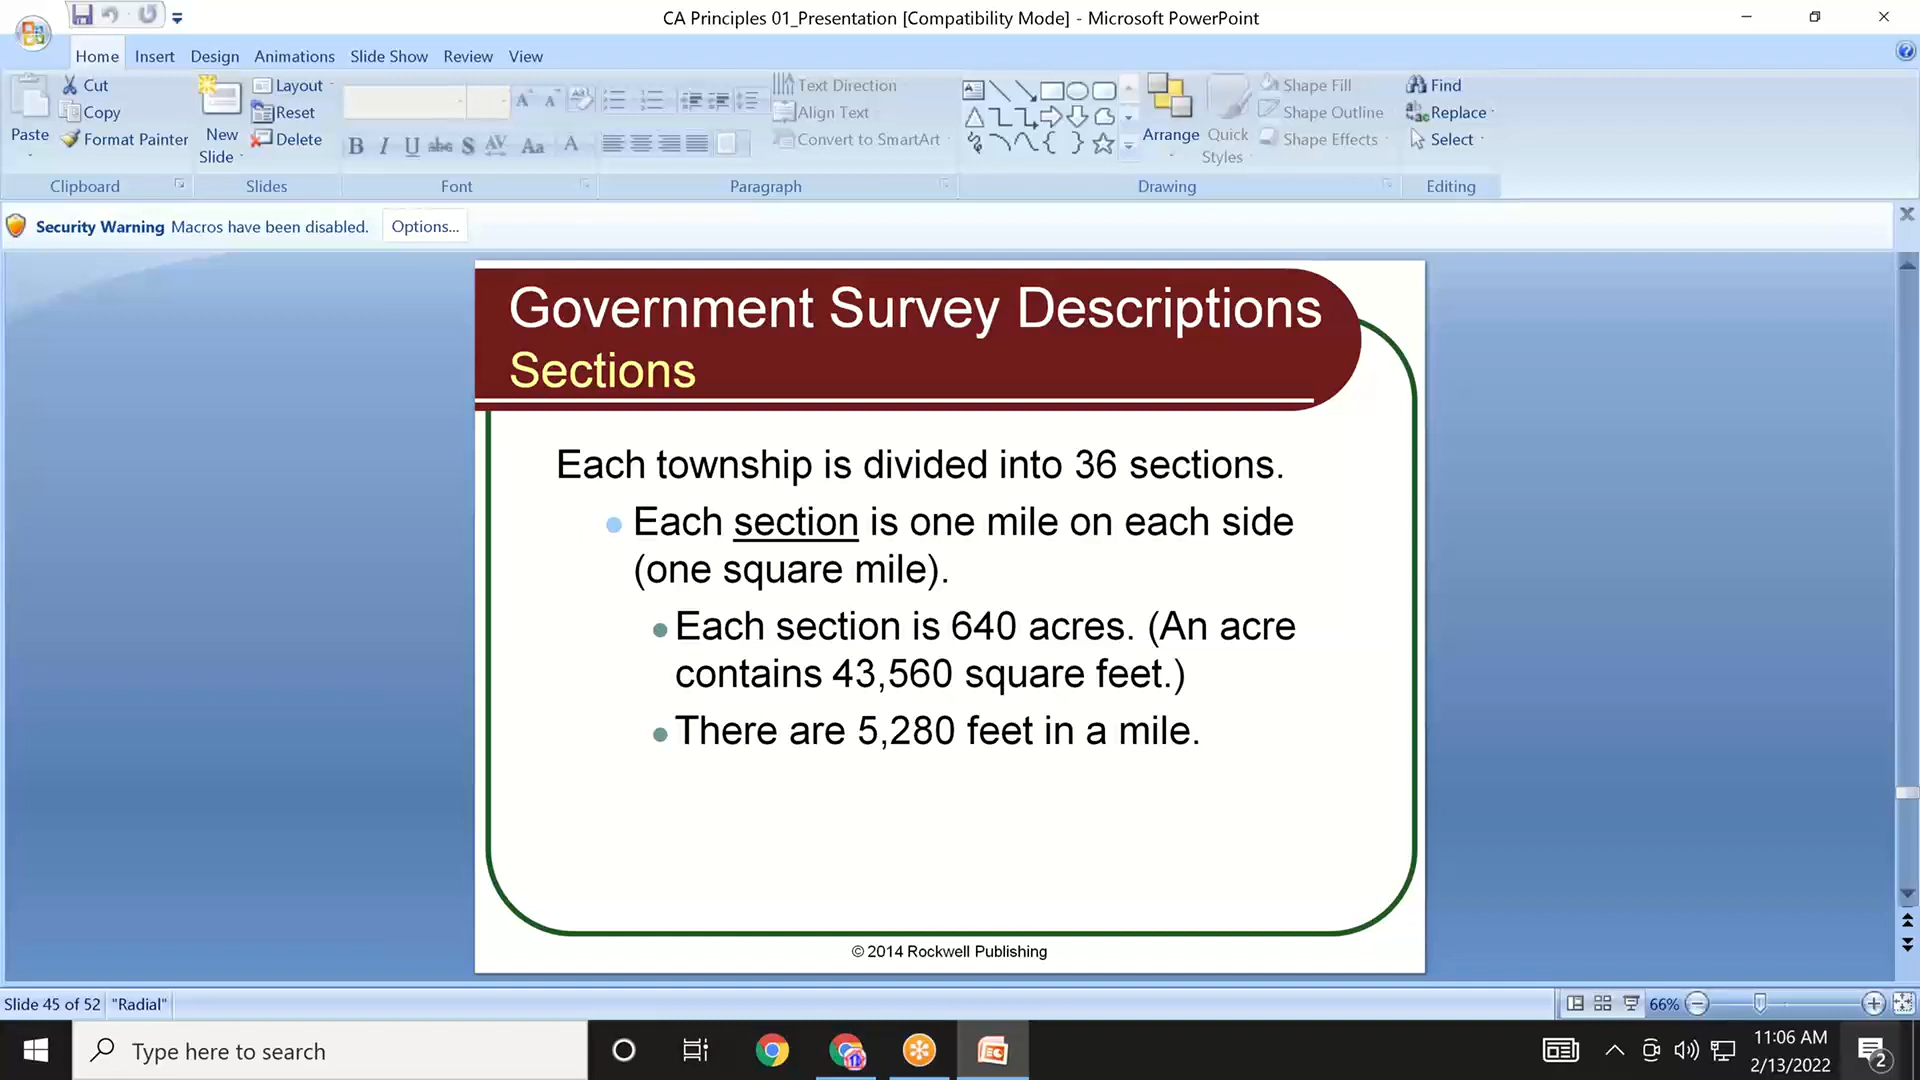 CA Principles 01_Presentation [Compatibility Mode] - Microsoft PowerPoint
Home Insert Design Animations Slide Show Review View
Paste
Cut
Copy
Format Painter
Clipboard
New
Slide
Layout
Reset
Delete
Slides
B I U abc S AV Aa A
Font
Text Direction
Align Text
Convert to SmartArt
Paragraph
Arrange
Quick
Styles
Shape Fill
Shape Outline
Shape Effects
Drawing
Find
Replace
Select
Editing
Security Warning Macros have been disabled. Options...
Government Survey Descriptions
Sections
Each township is divided into 36 sections.
Each section is one mile on each side
(one square mile).
Each section is 640 acres. (An acre
contains 43,560 square feet.)
There are 5,280 feet in a mile.
© 2014 Rockwell Publishing
Slide 45 of 52 "Radial" 66%
Type here to search
11:06 AM
2/13/2022
2